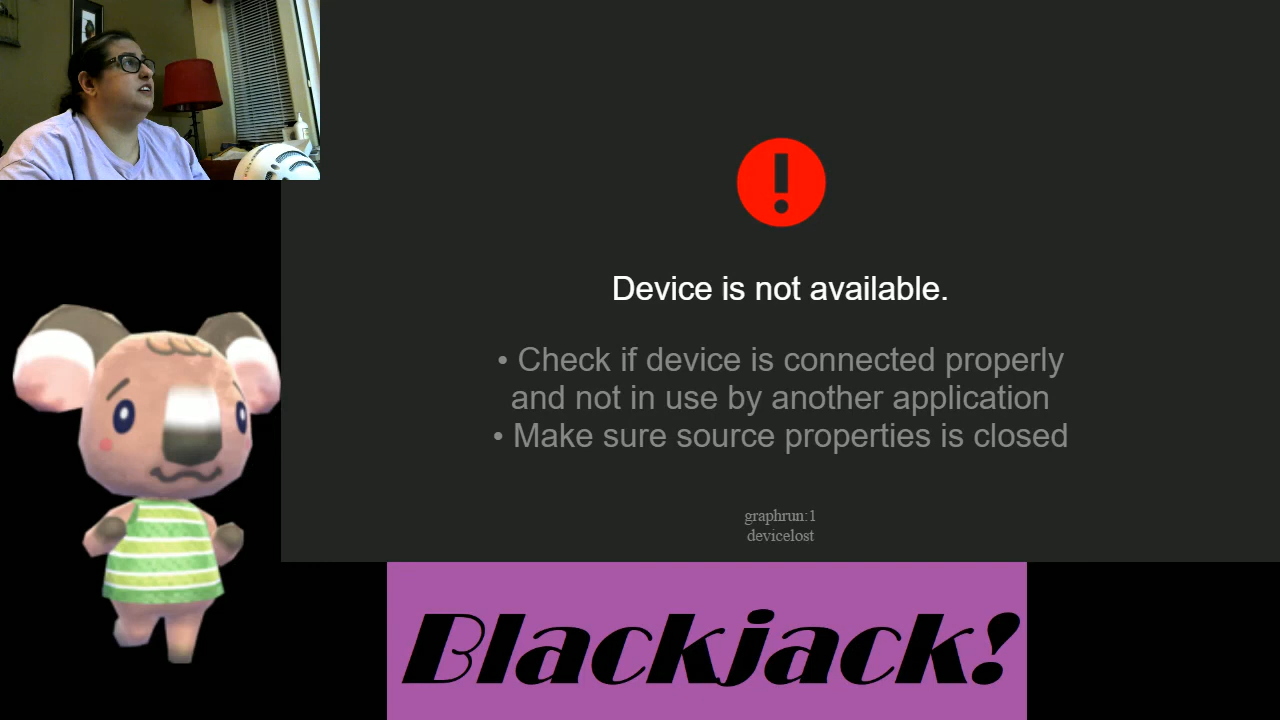 Device is not available.
• Check if device is connected properly
and not in use by another application
• Make sure source properties is closed
graphrun:1
devicelost
Blackjack!